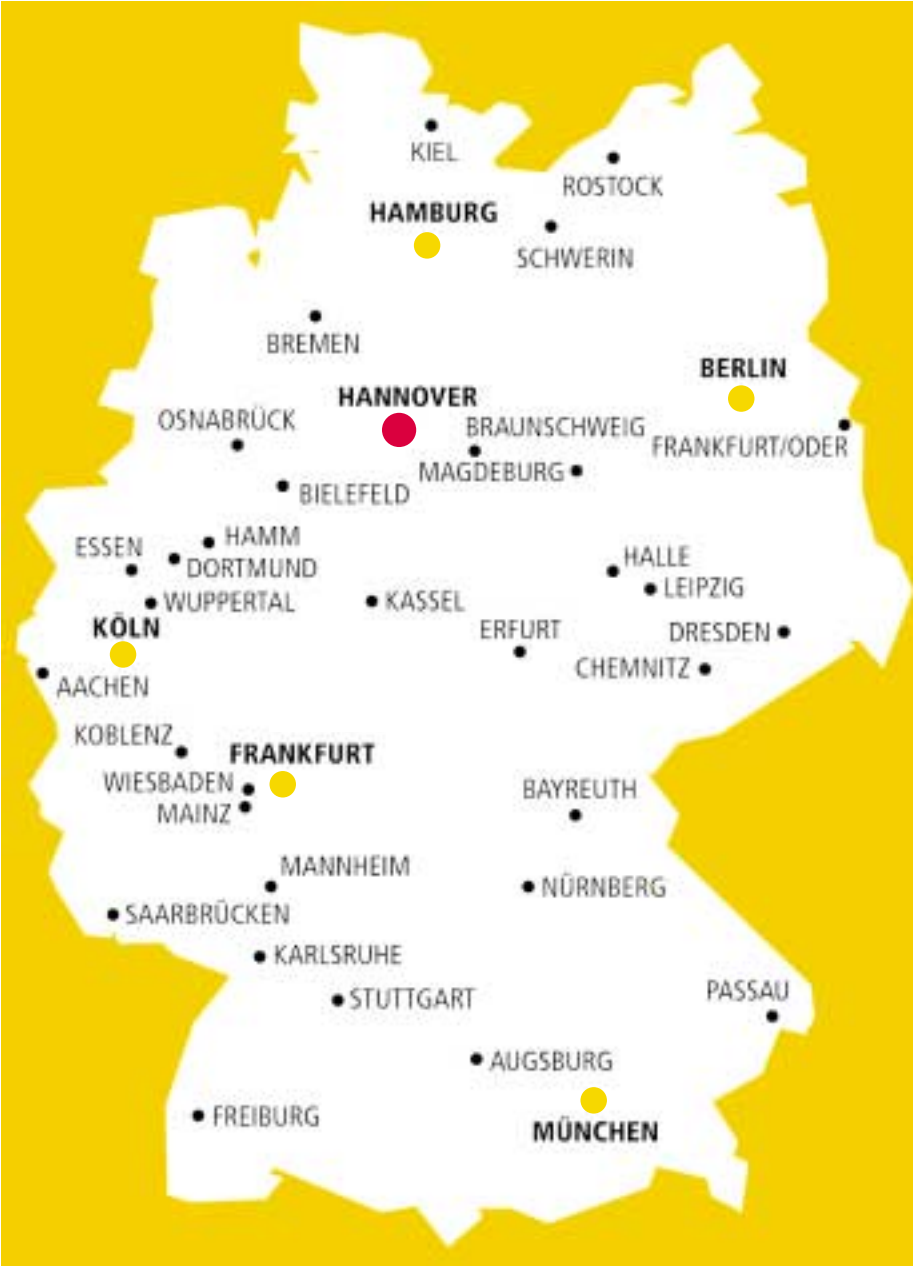 KIEL
ROSTOCK
HAMBURG
SCHWERIN
BREMEN
BERLIN
HANNOVER
OSNABRÜCK
BRAUNSCHWEIG
FRANKFURT/ODER
MAGDEBURG
BIELEFELD
HAMM
ESSEN
HALLE
DORTMUND
LEIPZIG
WUPPERTAL
KASSEL
KÖLN
ERFURT
DRESDEN
CHEMNITZ
AACHEN
KOBLENZ
FRANKFURT
WIESBADEN
BAYREUTH
MAINZ
MANNHEIM
NÜRNBERG
SAARBRÜCKEN
KARLSRUHE
PASSAU
STUTTGART
AUGSBURG
FREIBURG
MÜNCHEN